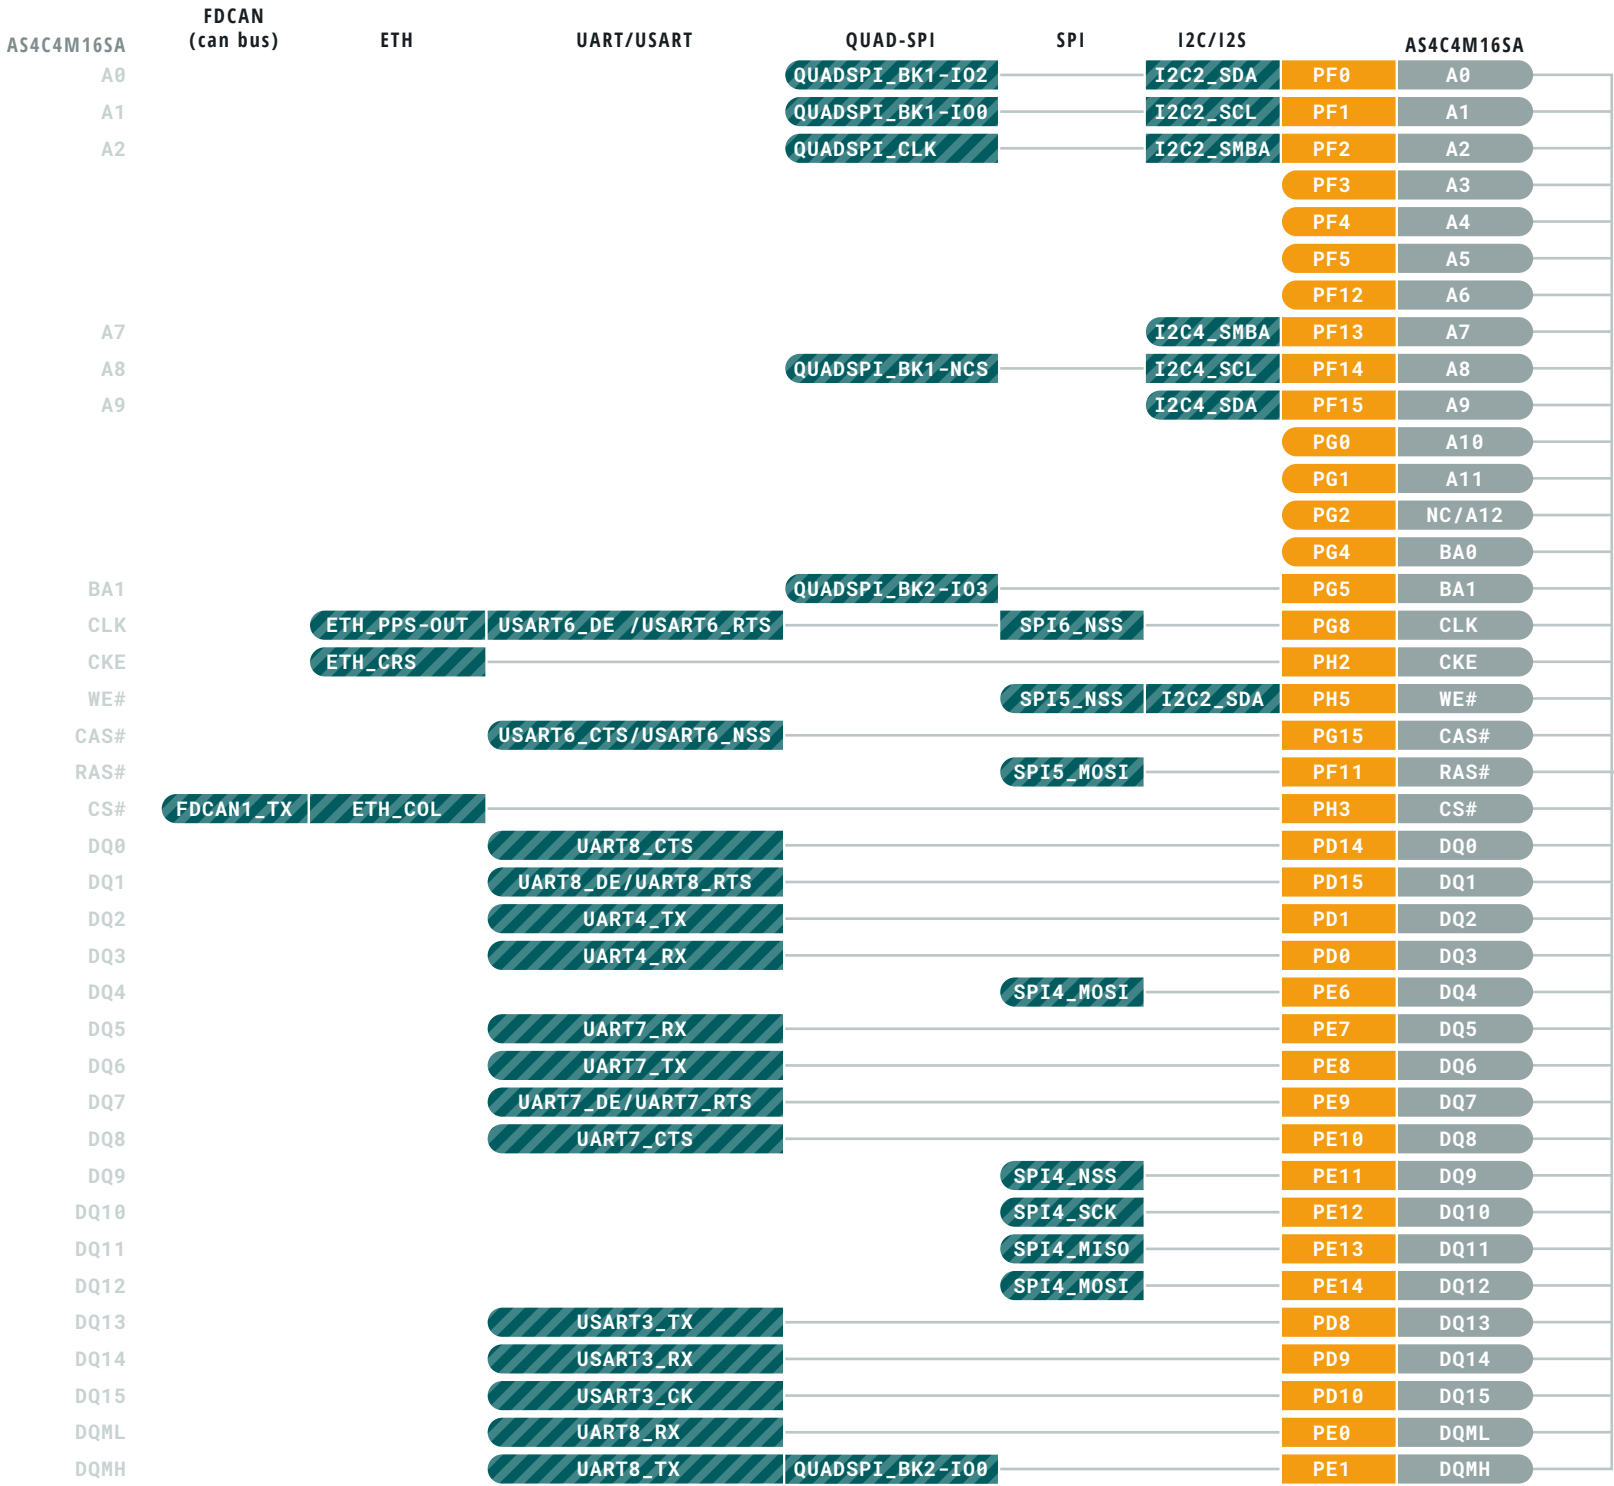 FDCAN
AS4C4M16SA (can bus) ETH UART/USART QUAD-SPI SPI I2C/I2S AS4C4M16SA
A0 QUADSPI_BK1-IO2 I2C2_SDA PF0 A0
A1 QUADSPI_BK1-IO0 I2C2_SCL PF1 A1
A2 QUADSPI_CLK I2C2_SMBA PF2 A2
PF3 A3
PF4 A4
PF5 A5
PF12 A6
A7 I2C4_SMBA PF13 A7
A8 QUADSPI_BK1-NCS I2C4_SCL PF14 A8
A9 I2C4_SDA PF15 A9
PG0 A10
PG1 A11
PG2 NC/A12
PG4 BA0
BA1 QUADSPI_BK2-IO3 PG5 BA1
CLK ETH_PPS-OUT USART6_DE /USART6_RTS SPI6_NSS PG8 CLK
CKE ETH_CRS PH2 CKE
WE# SPI5_NSS I2C2_SDA PH5 WE#
CAS# USART6_CTS/USART6_NSS PG15 CAS#
RAS# SPI5_MOSI PF11 RAS#
CS# FDCAN1_TX ETH_COL PH3 CS#
DQ0 UART8_CTS PD14 DQ0
DQ1 UART8_DE/UART8_RTS PD15 DQ1
DQ2 UART4_TX PD1 DQ2
DQ3 UART4_RX PD0 DQ3
DQ4 SPI4_MOSI PE6 DQ4
DQ5 UART7_RX PE7 DQ5
DQ6 UART7_TX PE8 DQ6
DQ7 UART7_DE/UART7_RTS PE9 DQ7
DQ8 UART7_CTS PE10 DQ8
DQ9 SPI4_NSS PE11 DQ9
DQ10 SPI4_SCK PE12 DQ10
DQ11 SPI4_MISO PE13 DQ11
DQ12 SPI4_MOSI PE14 DQ12
DQ13 USART3_TX PD8 DQ13
DQ14 USART3_RX PD9 DQ14
DQ15 USART3_CK PD10 DQ15
DQML UART8_RX PE0 DQML
DQMH UART8_TX QUADSPI_BK2-IO0 PE1 DQMH